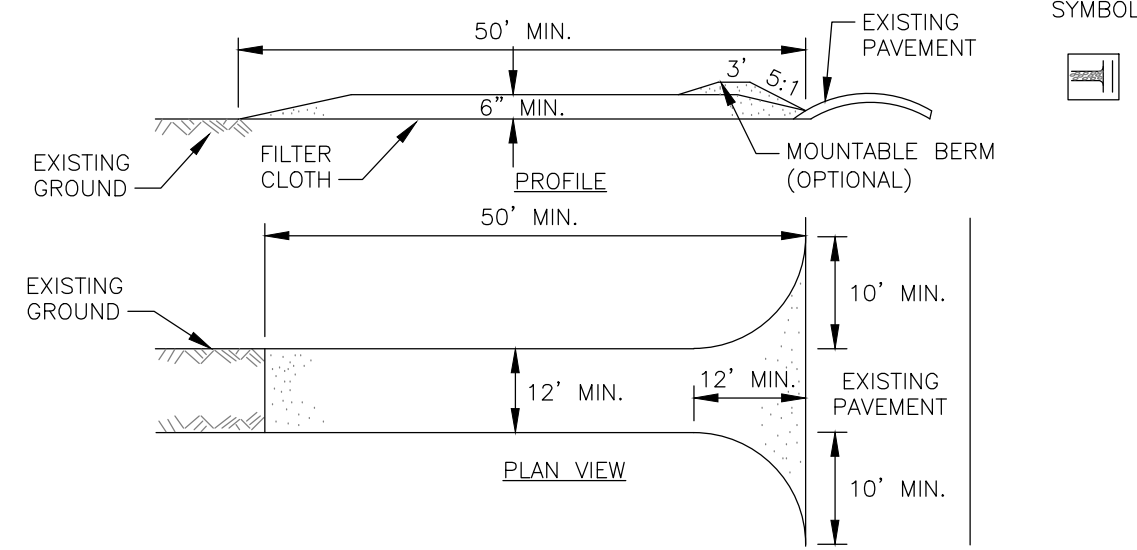 SYMBOL
50' MIN.
EXISTING
PAVEMENT
3'
5:1
6" MIN.
EXISTING
GROUND
FILTER
CLOTH
PROFILE
MOUNTABLE BERM
(OPTIONAL)
50' MIN.
EXISTING
GROUND
10' MIN.
12' MIN.
12' MIN.
EXISTING
PAVEMENT
PLAN VIEW
10' MIN.